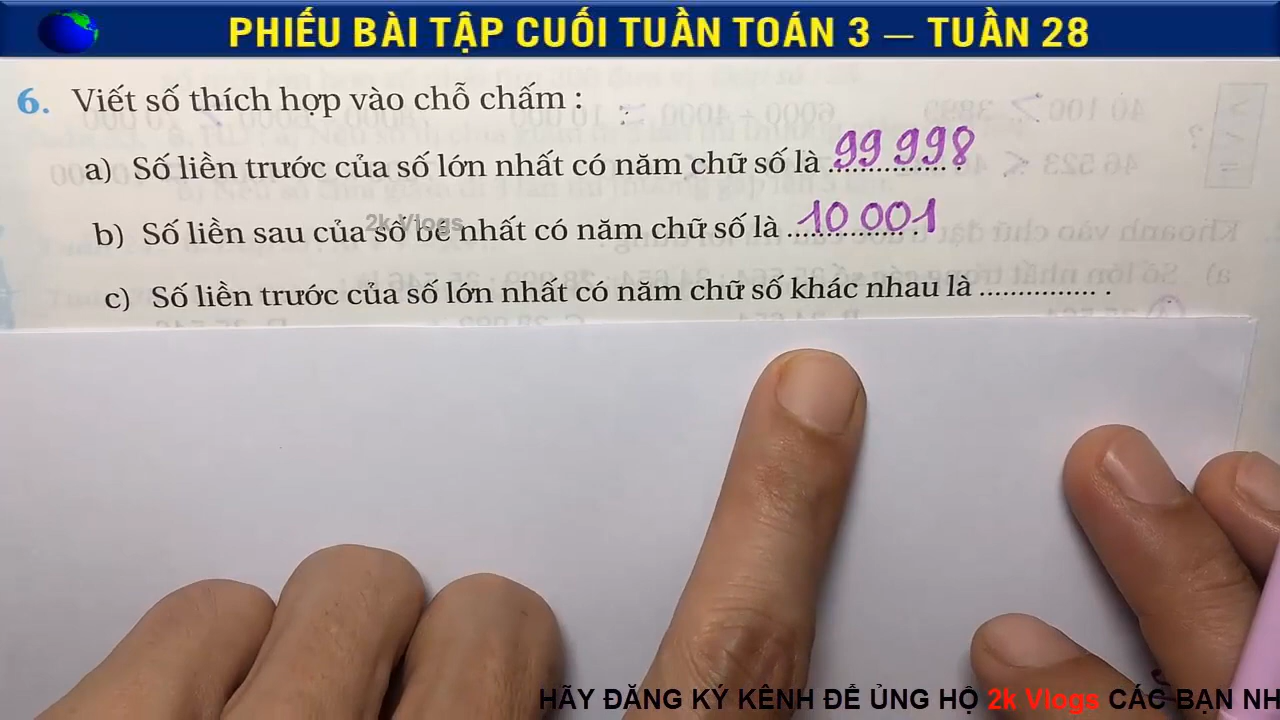 PHIẾU BÀI TẬP CUỐI TUẦN TOÁN 3 – TUẦN 28
6. Viết số thích hợp vào chỗ chấm :
a) Số liền trước của số lớn nhất có năm chữ số là 99 998.
b) Số liền sau của số bé nhất có năm chữ số là 10 001.
2k Vlogs
c) Số liền trước của số lớn nhất có năm chữ số khác nhau là ................ .
HÃY ĐĂNG KÝ KÊNH ĐỂ ỦNG HỘ 2k Vlogs CÁC BẠN NH